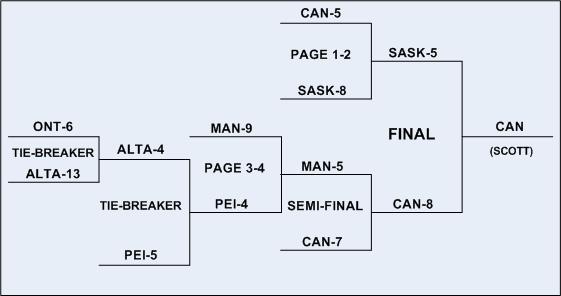 CAN-5
PAGE 1-2
SASK-5
SASK-8
ONT-6
MAN-9
FINAL
CAN
TIE-BREAKER
ALTA-4
(SCOTT)
ALTA-13
PAGE 3-4
MAN-5
TIE-BREAKER
PEI-4
SEMI-FINAL
CAN-8
PEI-5
CAN-7